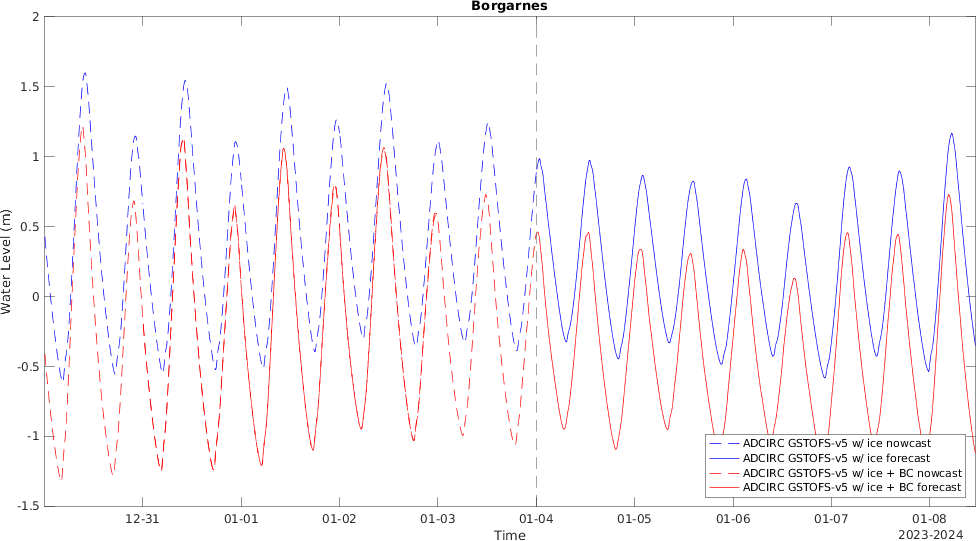 Borgarnes
2
1.5
1
0.5
0
-0.5
-1
-1.5
Water Level (m)
12-31
01-01
01-02
01-03
01-04
01-05
01-06
01-07
01-08
Time
2023-2024
ADCIRC GSTOFS-v5 w/ ice nowcast
ADCIRC GSTOFS-v5 w/ ice forecast
ADCIRC GSTOFS-v5 w/ ice + BC nowcast
ADCIRC GSTOFS-v5 w/ ice + BC forecast